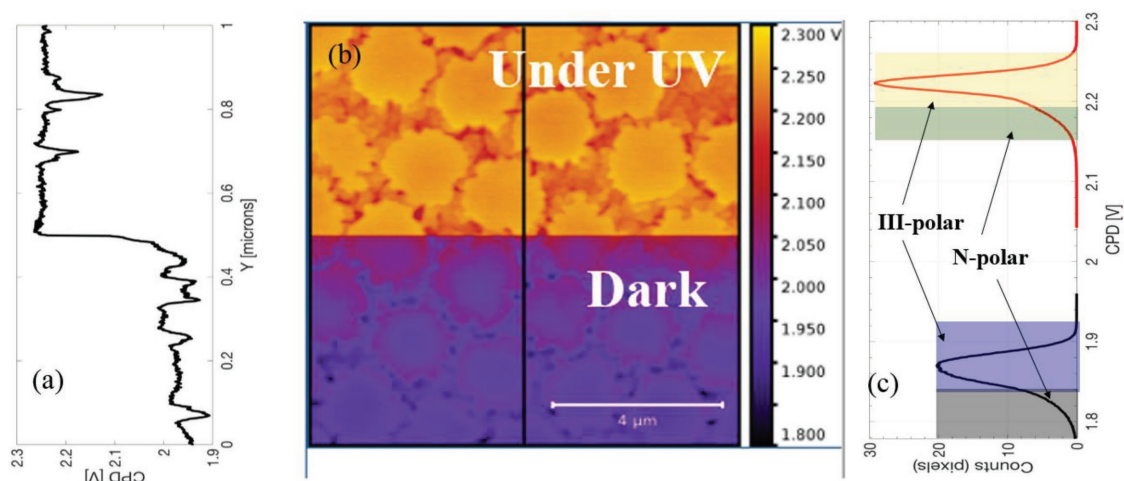 (a)
CPD [V]
2.3
2.2
2.1
2
1.9
Y [microns]
0
0.2
0.4
0.6
0.8
1
(b)
Under UV
Dark
4 µm
2.300 V
2.250
2.200
2.150
2.100
2.050
2.000
1.950
1.900
1.800
(c)
Counts (pixels)
30
20
10
0
CPD [V]
2.3
2.2
2.1
2
1.9
1.8
III-polar
N-polar